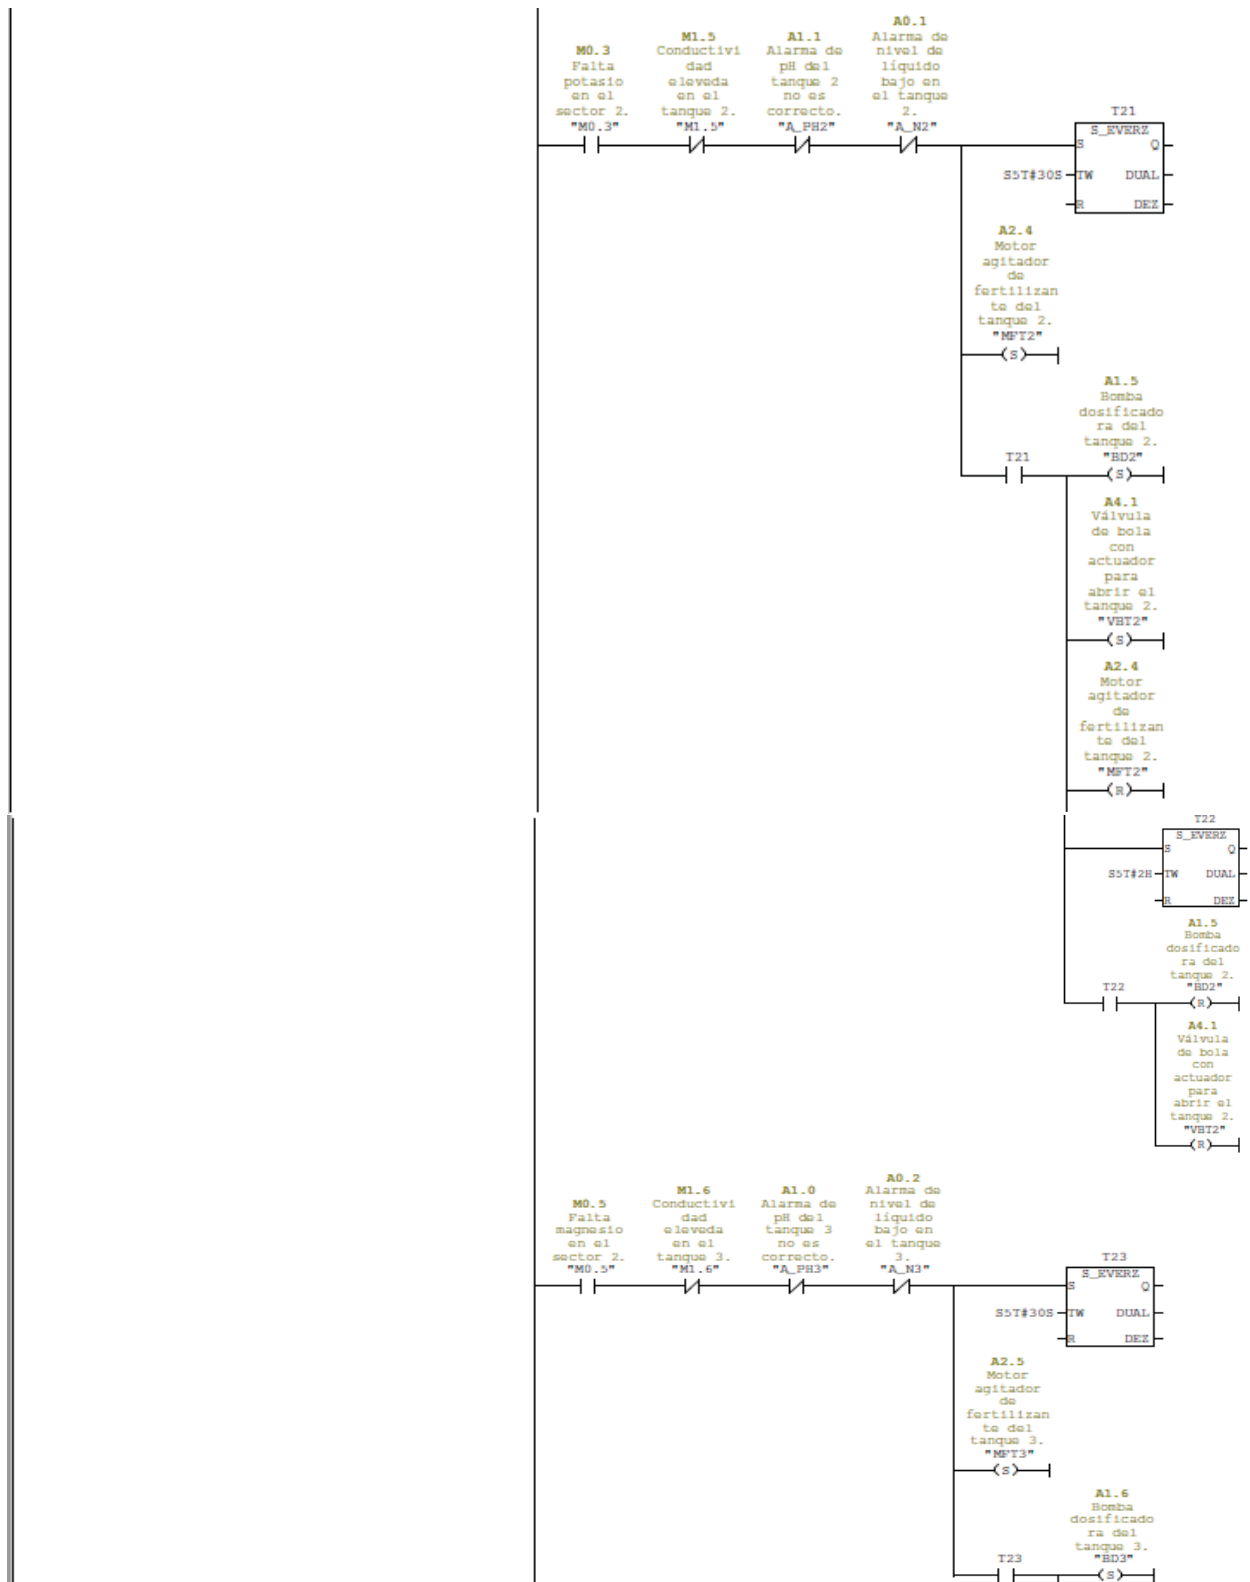 M0.3
Falta
potasio
en el
sector 2.
"M0.3"
M1.5
Conductivi
dad
eleveda
en el
tanque 2.
"M1.5"
A1.1
Alarma de
pH del
tanque 2
no es
correcto.
"A_PH2"
A0.1
Alarma de
nivel de
líquido
bajo en
el tanque
2.
"A_N2"
T21
S_EVERZ
S Q
S5T#30S TW DUAL
R DEZ
A2.4
Motor
agitador
de
fertilizan
te del
tanque 2.
"MFT2"
(S)
A1.5
Bomba
dosificado
ra del
tanque 2.
T21
"BD2"
(S)
A4.1
Válvula
de bola
con
actuador
para
abrir el
tanque 2.
"VBT2"
(S)
A2.4
Motor
agitador
de
fertilizan
te del
tanque 2.
"MFT2"
(R)
T22
S_EVERZ
S Q
S5T#2H TW DUAL
R DEZ
A1.5
Bomba
dosificado
ra del
tanque 2.
T22
"BD2"
(R)
A4.1
Válvula
de bola
con
actuador
para
abrir el
tanque 2.
"VBT2"
(R)
M0.5
Falta
magnesio
en el
sector 2.
"M0.5"
M1.6
Conductivi
dad
eleveda
en el
tanque 3.
"M1.6"
A1.0
Alarma de
pH del
tanque 3
no es
correcto.
"A_PH3"
A0.2
Alarma de
nivel de
líquido
bajo en
el tanque
3.
"A_N3"
T23
S_EVERZ
S Q
S5T#30S TW DUAL
R DEZ
A2.5
Motor
agitador
de
fertilizan
te del
tanque 3.
"MFT3"
(S)
A1.6
Bomba
dosificado
ra del
tanque 3.
T23
"BD3"
(S)